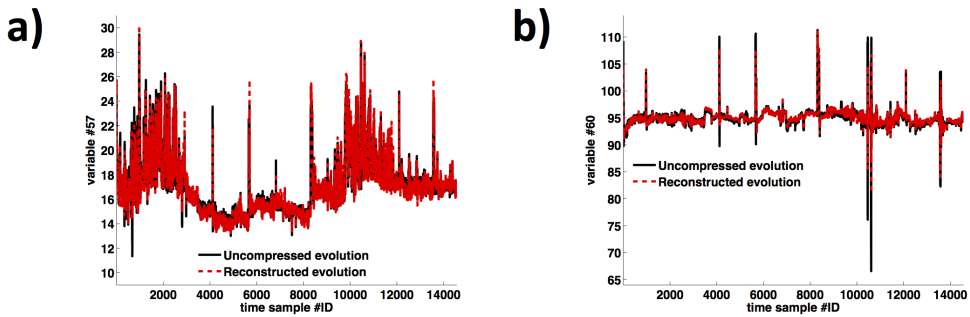 a)
variable #57
30
28
26
24
22
20
18
16
14
12
10
Uncompressed evolution
Reconstructed evolution
2000 4000 6000 8000 10000 12000 14000
time sample #ID
b)
variable #60
110
105
100
95
90
85
80
75
70
65
Uncompressed evolution
Reconstructed evolution
2000 4000 6000 8000 10000 12000 14000
time sample #ID